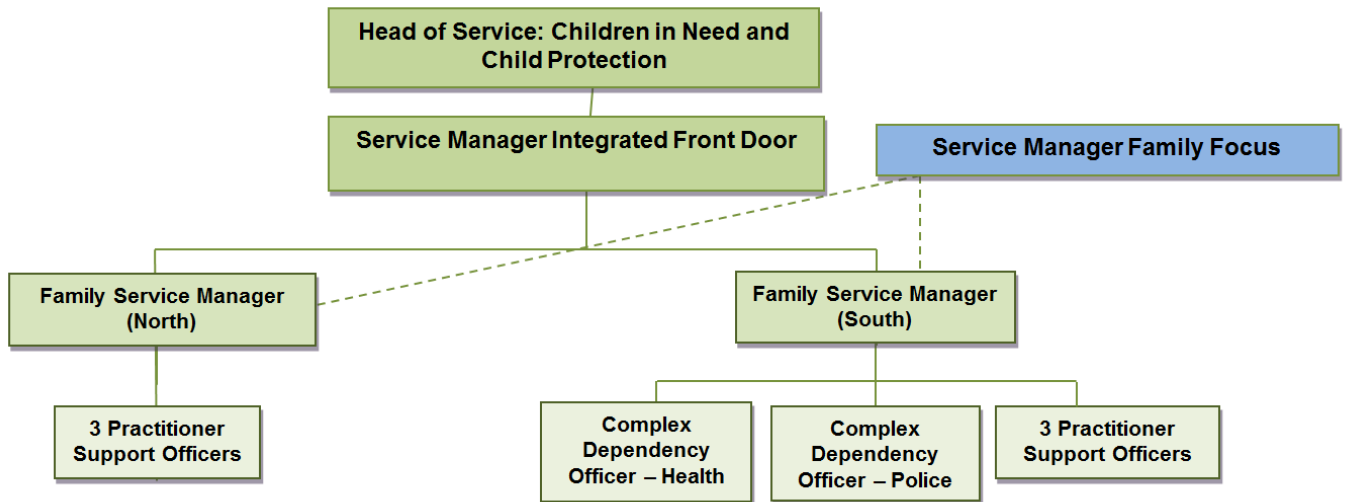 Head of Service: Children in Need and
Child Protection
Service Manager Integrated Front Door
Service Manager Family Focus
Family Service Manager
(North)
Family Service Manager
(South)
3 Practitioner
Support Officers
Complex
Dependency
Officer – Health
Complex
Dependency
Officer – Police
3 Practitioner
Support Officers